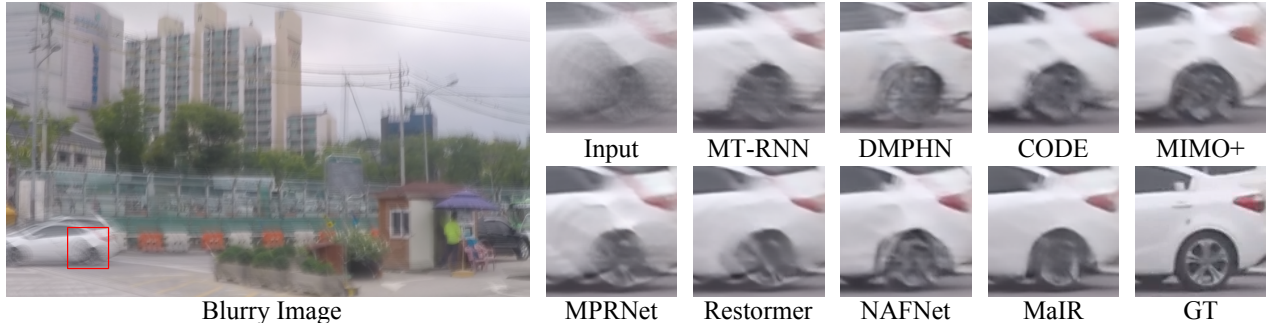 Input MT-RNN DMPHN CODE MIMO+
Blurry Image MPRNet Restormer NAFNet MaIR GT